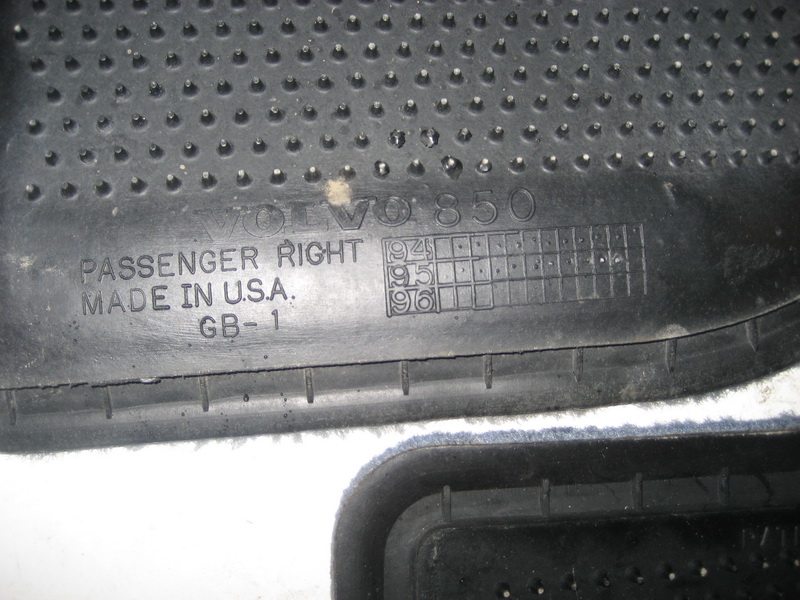 VOLVO 850
PASSENGER RIGHT
MADE IN U.S.A.
GB-1
94
95
96